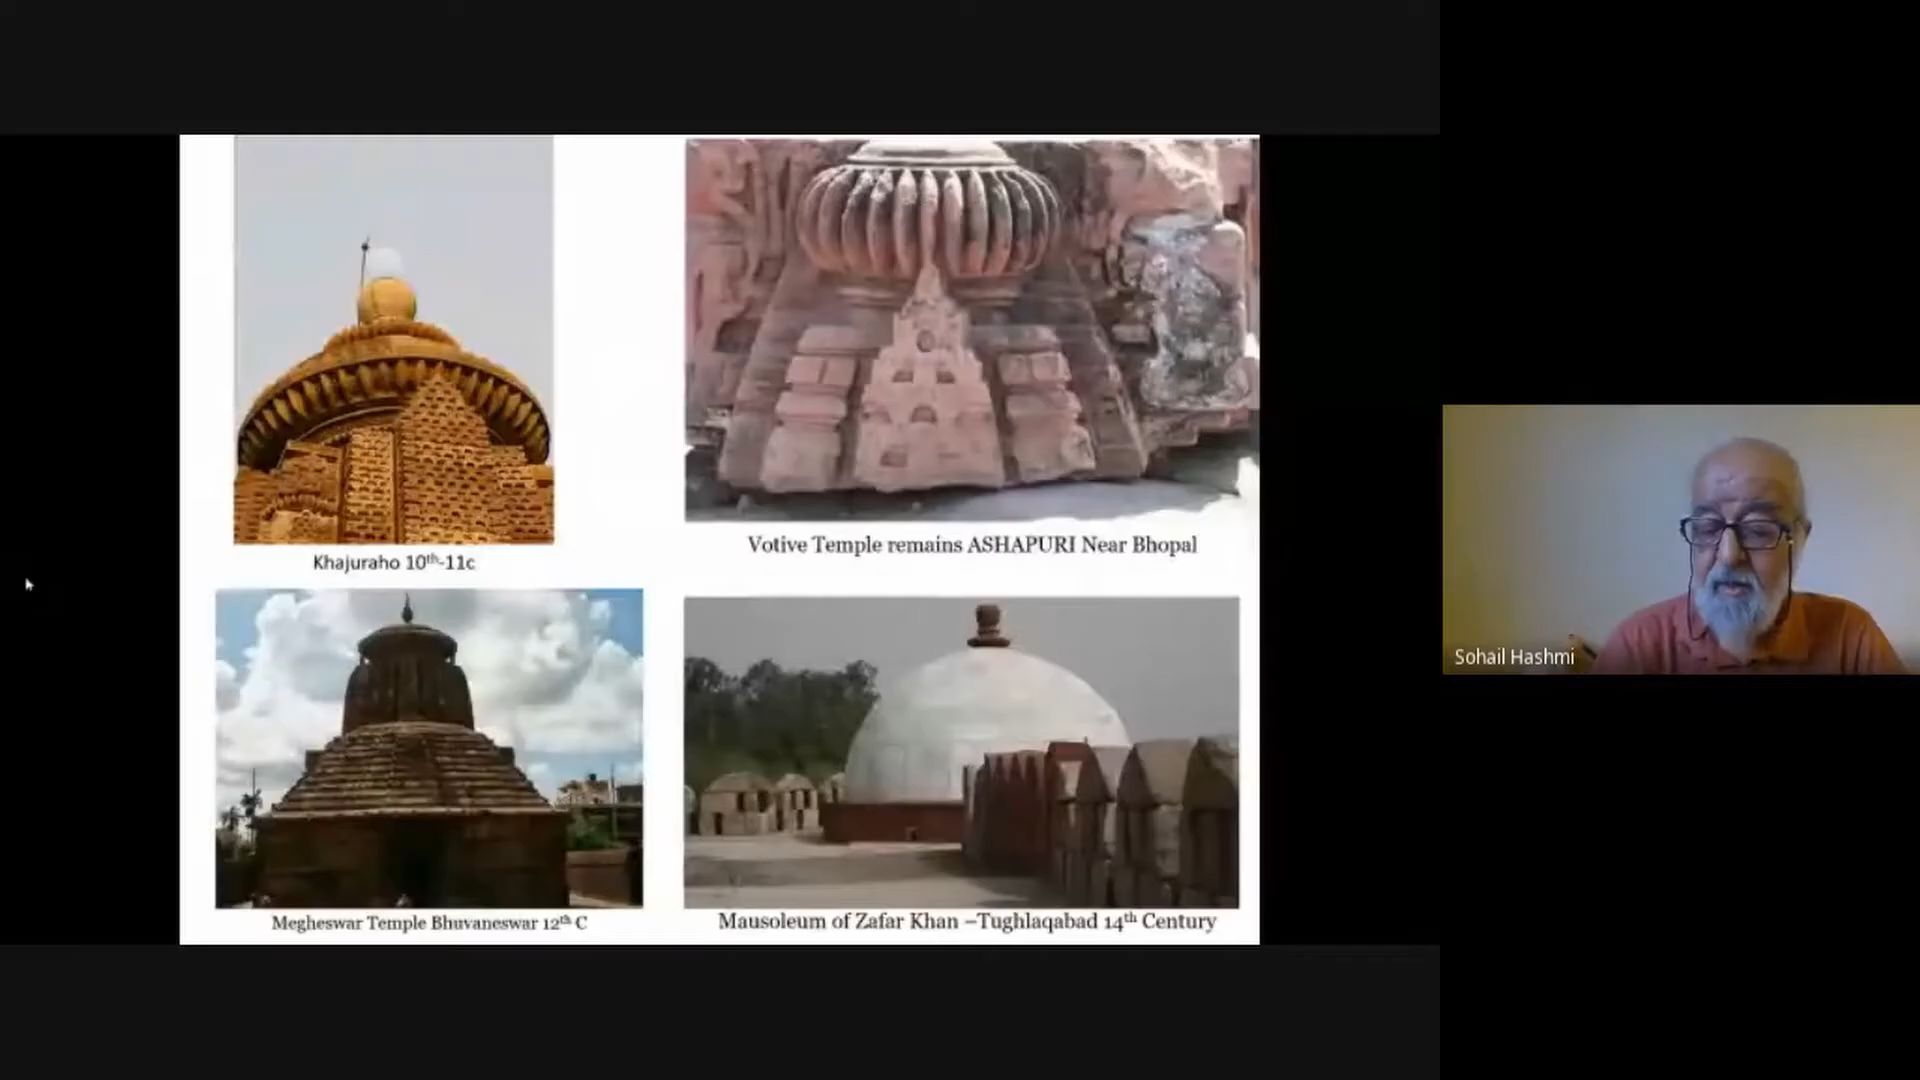 Khajuraho 10th-11c
Votive Temple remains ASHAPURI Near Bhopal
Megheswar Temple Bhuvaneswar 12th C
Mausoleum of Zafar Khan –Tughlaqabad 14th Century
Sohail Hashmi